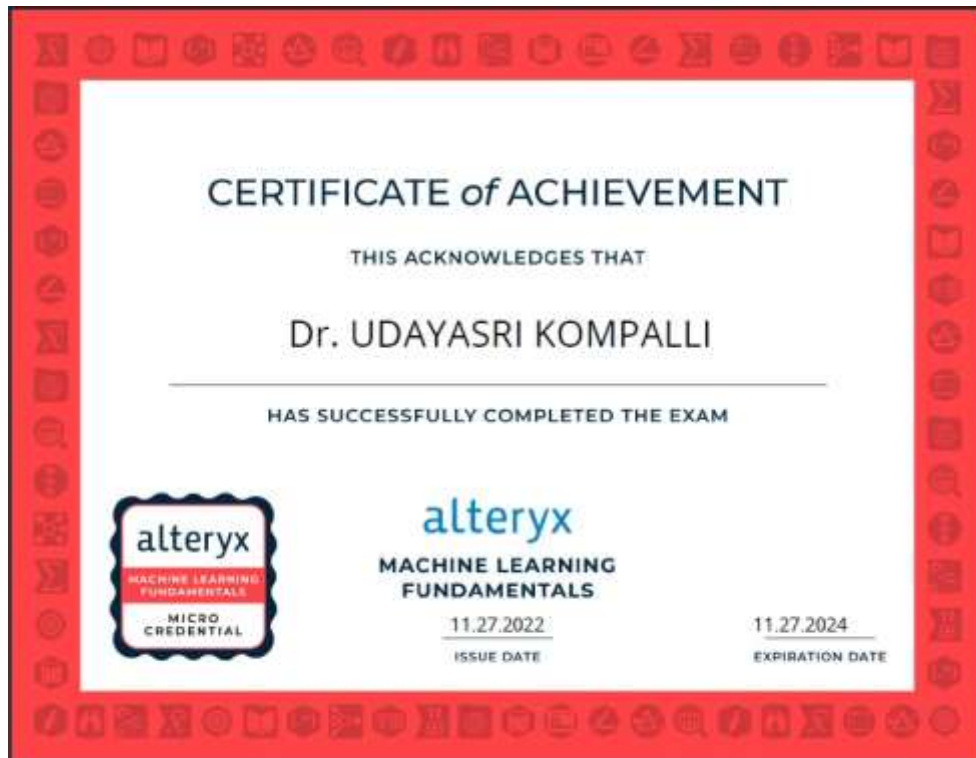 CERTIFICATE of ACHIEVEMENT
THIS ACKNOWLEDGES THAT
Dr. UDAYASRI KOMPALLI
HAS SUCCESSFULLY COMPLETED THE EXAM
alteryx
MACHINE LEARNING
FUNDAMENTALS
MICRO
CREDENTIAL
alteryx
MACHINE LEARNING
FUNDAMENTALS
11.27.2022
ISSUE DATE
11.27.2024
EXPIRATION DATE